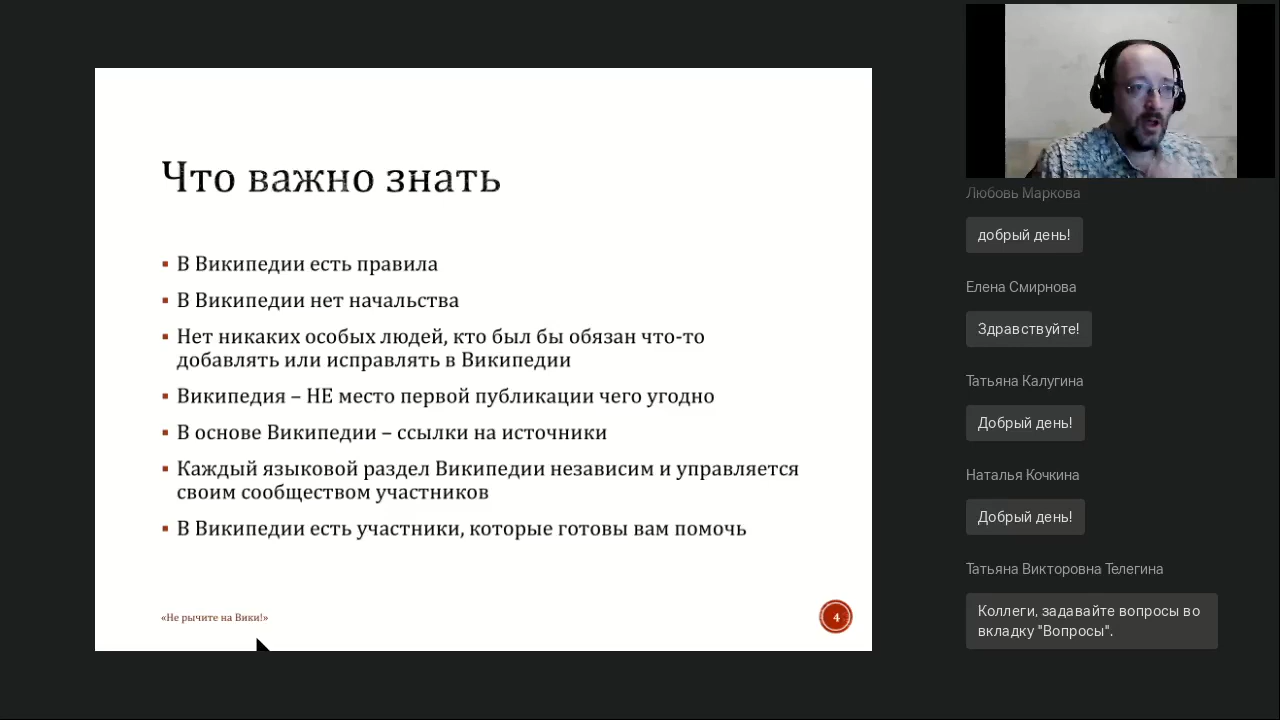 Что важно знать
В Википедии есть правила
В Википедии нет начальства
Нет никаких особых людей, кто был бы обязан что-то
добавлять или исправлять в Википедии
Википедия – НЕ место первой публикации чего угодно
В основе Википедии – ссылки на источники
Каждый языковой раздел Википедии независим и управляется
своим сообществом участников
В Википедии есть участники, которые готовы вам помочь
«Не рычите на Вики!»
4
Любовь Маркова
добрый день!
Елена Смирнова
Здравствуйте!
Татьяна Калугина
Добрый день!
Наталья Кочкина
Добрый день!
Татьяна Викторовна Телегина
Коллеги, задавайте вопросы во
вкладку "Вопросы".